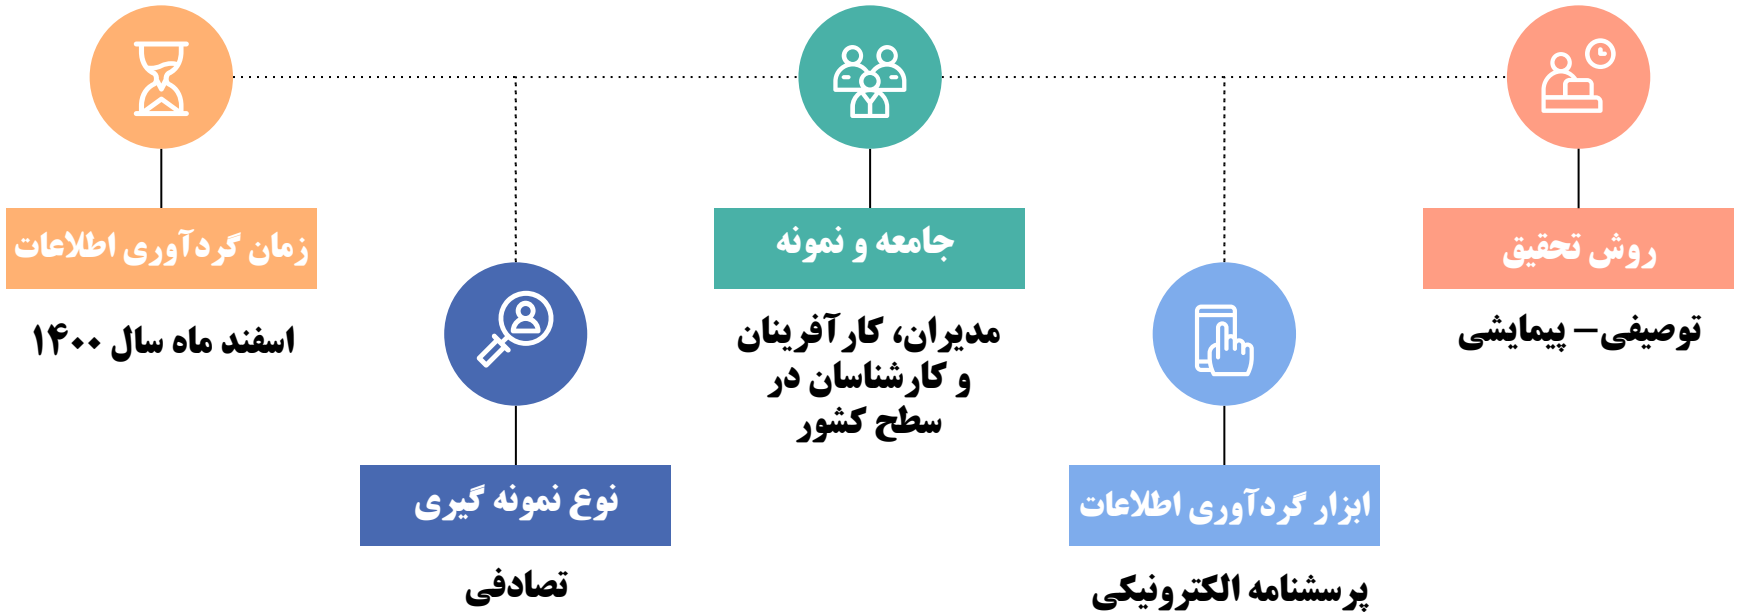 روش تحقیق
توصیفی– پیمایشی
ابزار گردآوری اطلاعات
پرسشنامه الکترونیکی
جامعه و نمونه
مدیران، کارآفرینان
و کارشناسان در
سطح کشور
نوع نمونه گیری
تصادفی
زمان گردآوری اطلاعات
اسفند ماه سال ۱۴۰۰